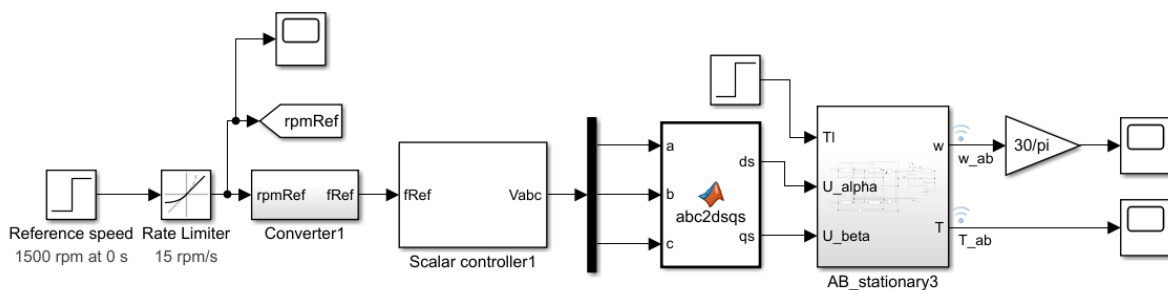 rpmRef
Reference speed
1500 rpm at 0 s
Rate Limiter
15 rpm/s
rpmRef
fRef
Converter1
fRef
Vabc
Scalar controller1
a
b
c
ds
qs
abc2dsqs
Tl
U_alpha
U_beta
w
T
AB_stationary3
w_ab
T_ab
30/pi